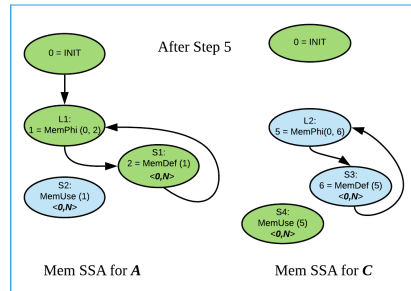 After Step 5
0 = INIT
L1:
1 = MemPhi (0, 2)
S1:
2 = MemDef (1)
<0,N>
S2:
MemUse (1)
<0,N>
Mem SSA for A
0 = INIT
L2:
5 = MemPhi(0, 6)
S3:
6 = MemDef (5)
<0,N>
S4:
MemUse (5)
<0,N>
Mem SSA for C